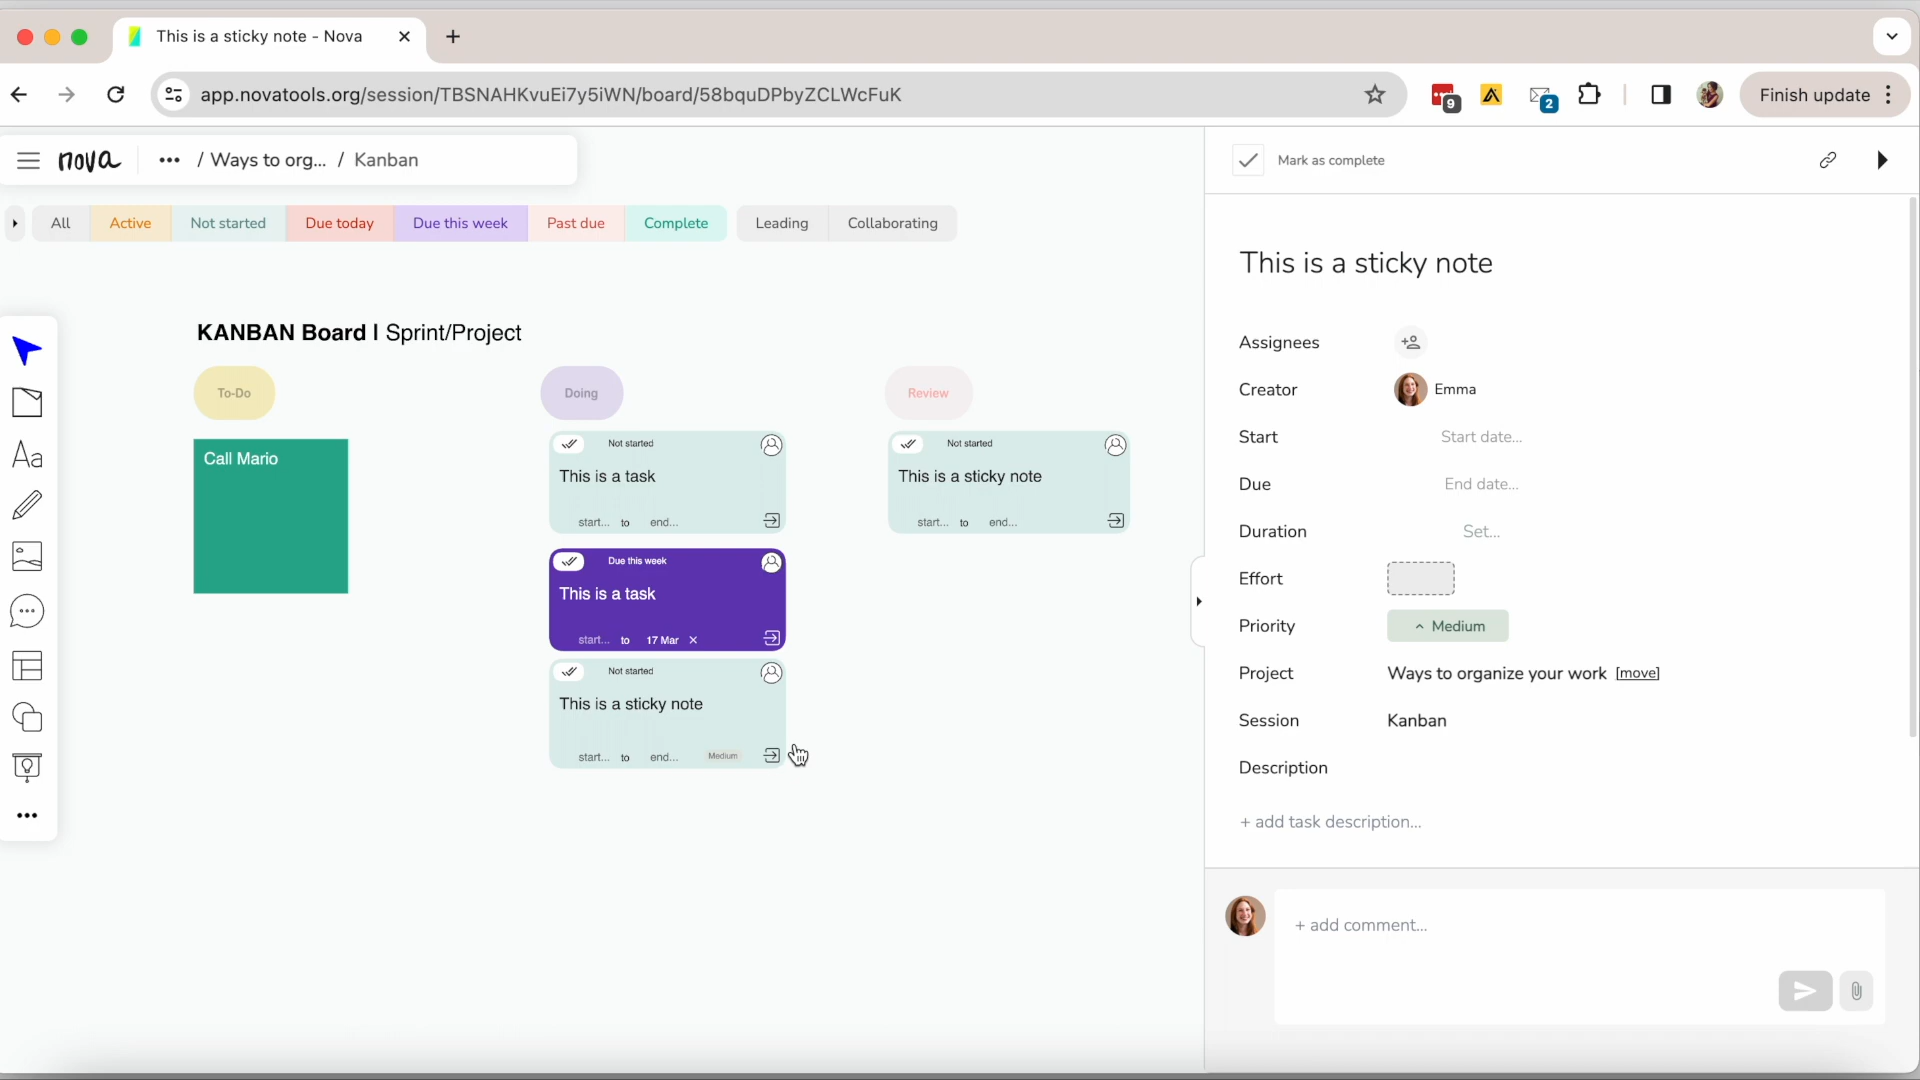 This is a sticky note - Nova
app.novatools.org/session/TBSNAHKvuEi7y5iWN/board/58bquDPbyZCLWcFuK
9
2
Finish update
nova
••• / Ways to org... / Kanban
All Active Not started Due today Due this week Past due Complete Leading Collaborating
KANBAN Board | Sprint/Project
To-Do
Call Mario
Doing
Not started
This is a task
start... to end...
Due this week
This is a task
start... to 17 Mar ×
Not started
This is a sticky note
start... to end... Medium
Review
Not started
This is a sticky note
start... to end...
Aa
Mark as complete
This is a sticky note
Assignees
Creator Emma
Start Start date...
Due End date...
Duration Set...
Effort
Priority Medium
Project Ways to organize your work [move]
Session Kanban
Description
+ add task description...
+ add comment...